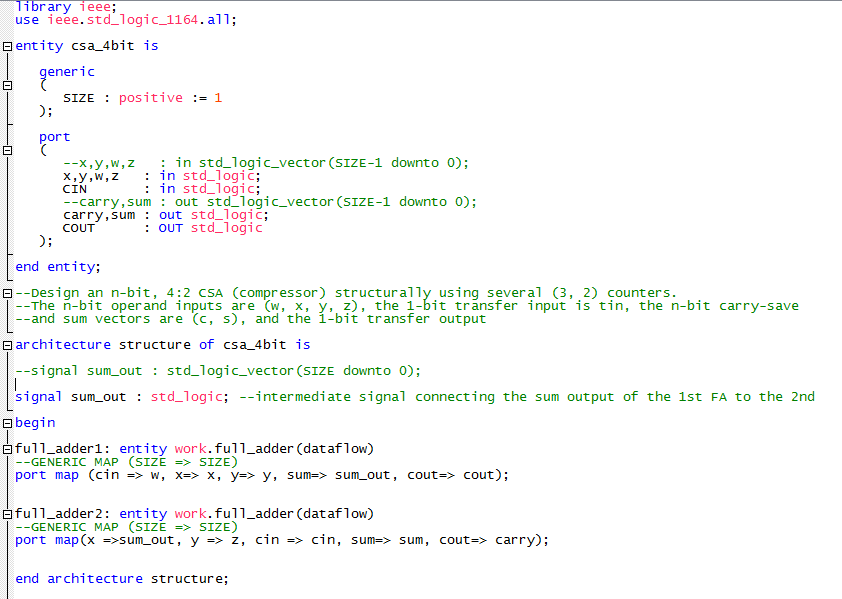 library ieee;
use ieee.std_logic_1164.all;
entity csa_4bit is
generic
(
SIZE : positive := 1
);
port
(
--x,y,w,z   : in std_logic_vector(SIZE-1 downto 0);
x,y,w,z   : in std_logic;
CIN       : in std_logic;
--carry,sum : out std_logic_vector(SIZE-1 downto 0);
carry,sum : out std_logic;
COUT      : OUT std_logic
);
end entity;
--Design an n-bit, 4:2 CSA (compressor) structurally using several (3, 2) counters.
--The n-bit operand inputs are (w, x, y, z), the 1-bit transfer input is tin, the n-bit carry-save
--and sum vectors are (c, s), and the 1-bit transfer output
architecture structure of csa_4bit is
--signal sum_out : std_logic_vector(SIZE downto 0);
signal sum_out : std_logic; --intermediate signal connecting the sum output of the 1st FA to the 2nd
begin
full_adder1: entity work.full_adder(dataflow)
--GENERIC MAP (SIZE => SIZE)
port map (cin => w, x=> x, y=> y, sum=> sum_out, cout=> cout);
full_adder2: entity work.full_adder(dataflow)
--GENERIC MAP (SIZE => SIZE)
port map(x =>sum_out, y => z, cin => cin, sum=> sum, cout=> carry);
end architecture structure;